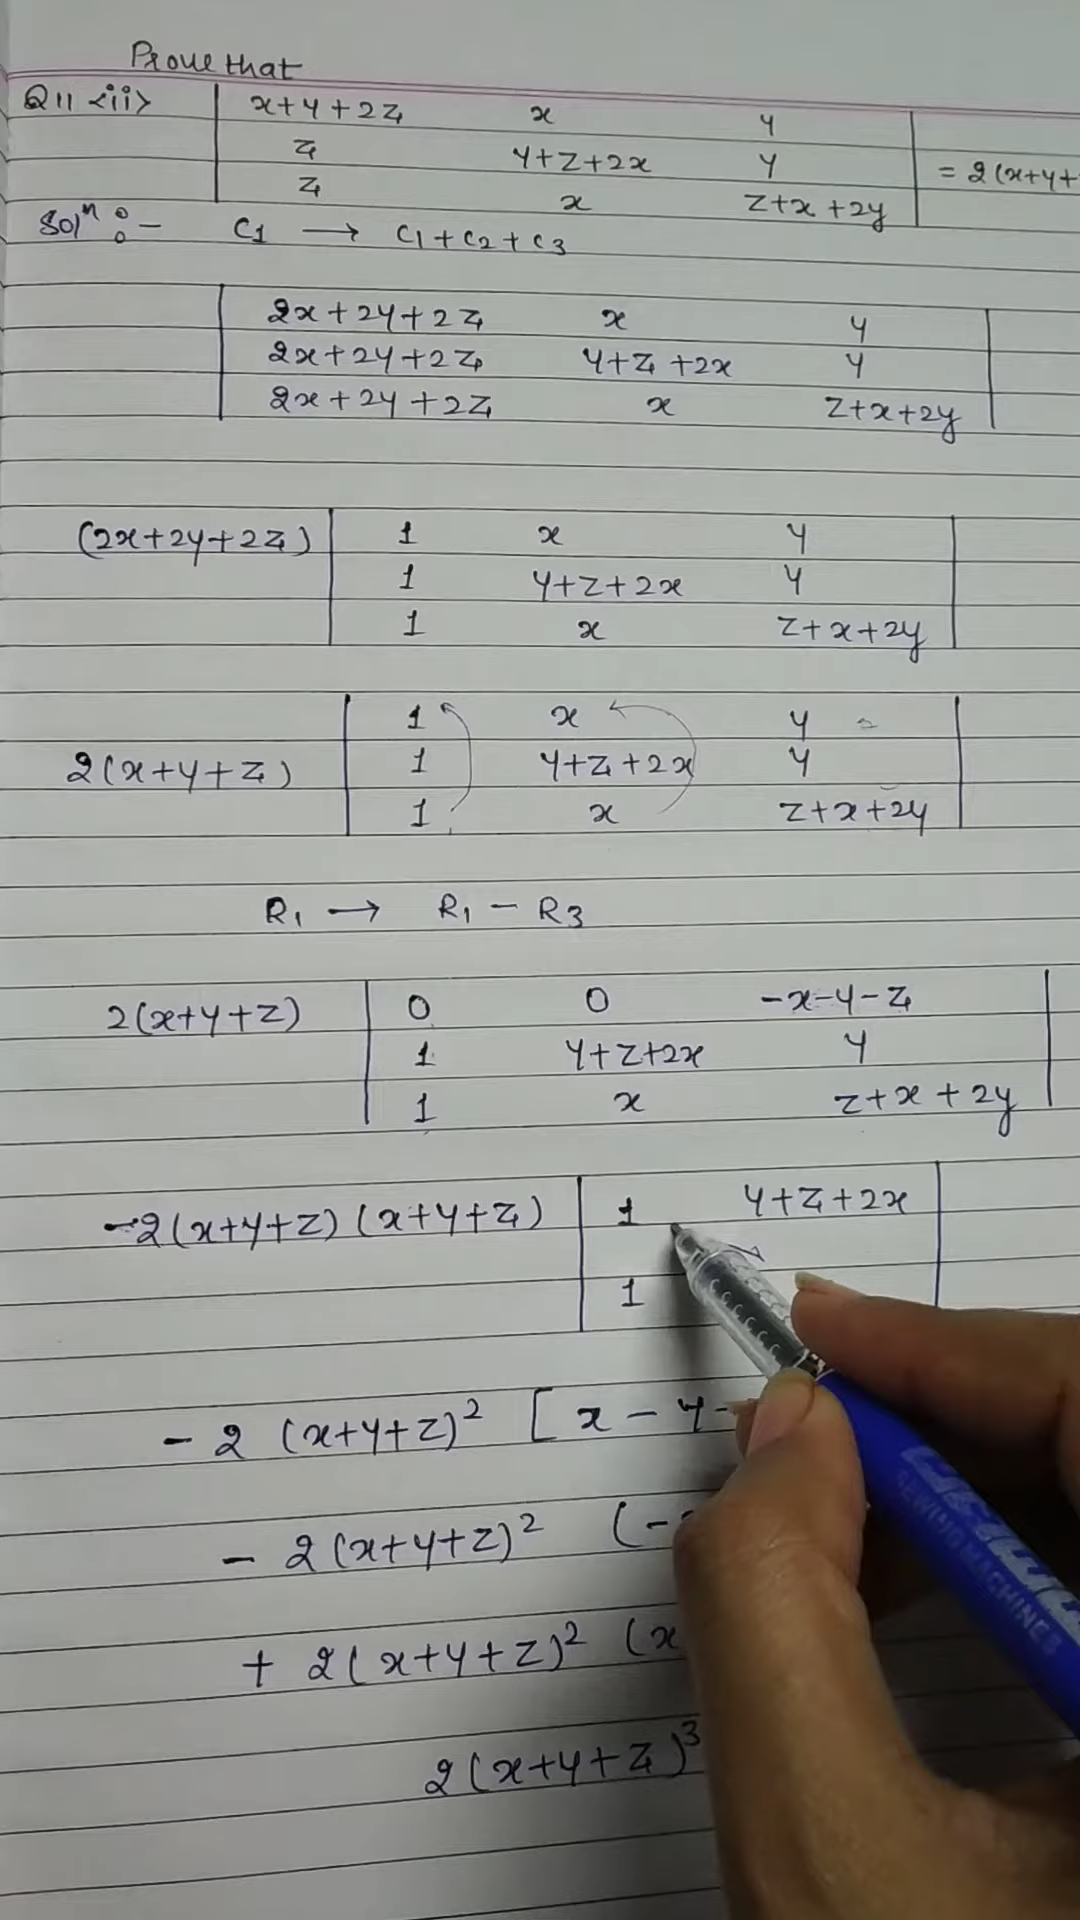 Prove that
Q11 <ii> | x+y+2z x y |
| z y+z+2x y | = 2(x+y+
| z x z+x+2y |
Solⁿ :- C1 → C1+C2+C3
| 2x+2y+2z x y |
| 2x+2y+2z y+z+2x y |
| 2x+2y+2z x z+x+2y |
(2x+2y+2z) | 1 x y |
| 1 y+z+2x y |
| 1 x z+x+2y |
| 1 x y |
2(x+y+z) | 1 y+z+2x y |
| 1 x z+x+2y |
R1 → R1 - R3
2(x+y+z) | 0 0 -x-y-z |
| 1 y+z+2x y |
| 1 x z+x+2y |
-2(x+y+z)(x+y+z) | 1 y+z+2x |
| 1 |
-2(x+y+z)² [x-y-
-2(x+y+z)² (-
+2(x+y+z)² (x
2(x+y+z)³
SEWING MACHINES